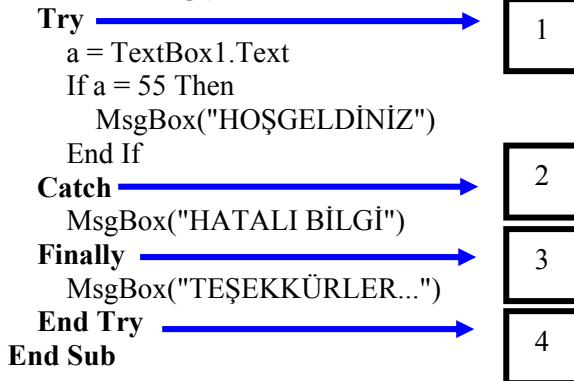 Try 1
a = TextBox1.Text
If a = 55 Then
MsgBox("HOŞGELDİNİZ")
End If
Catch 2
MsgBox("HATALI BİLGİ")
Finally 3
MsgBox("TEŞEKKÜRLER...")
End Try 4
End Sub